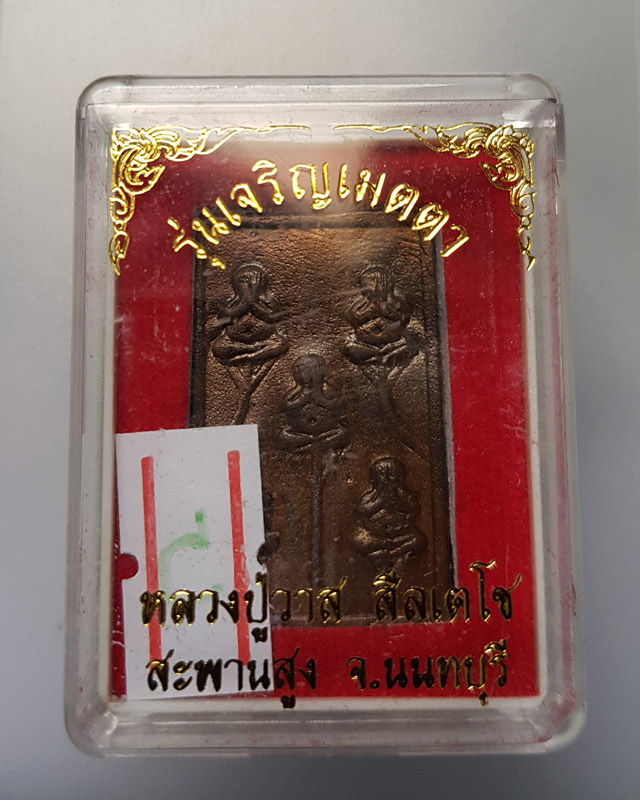 รุ่นเจริญเมตตา
หลวงปู่วาส สีลเตโช
สะพานสูง จ.นนทบุรี